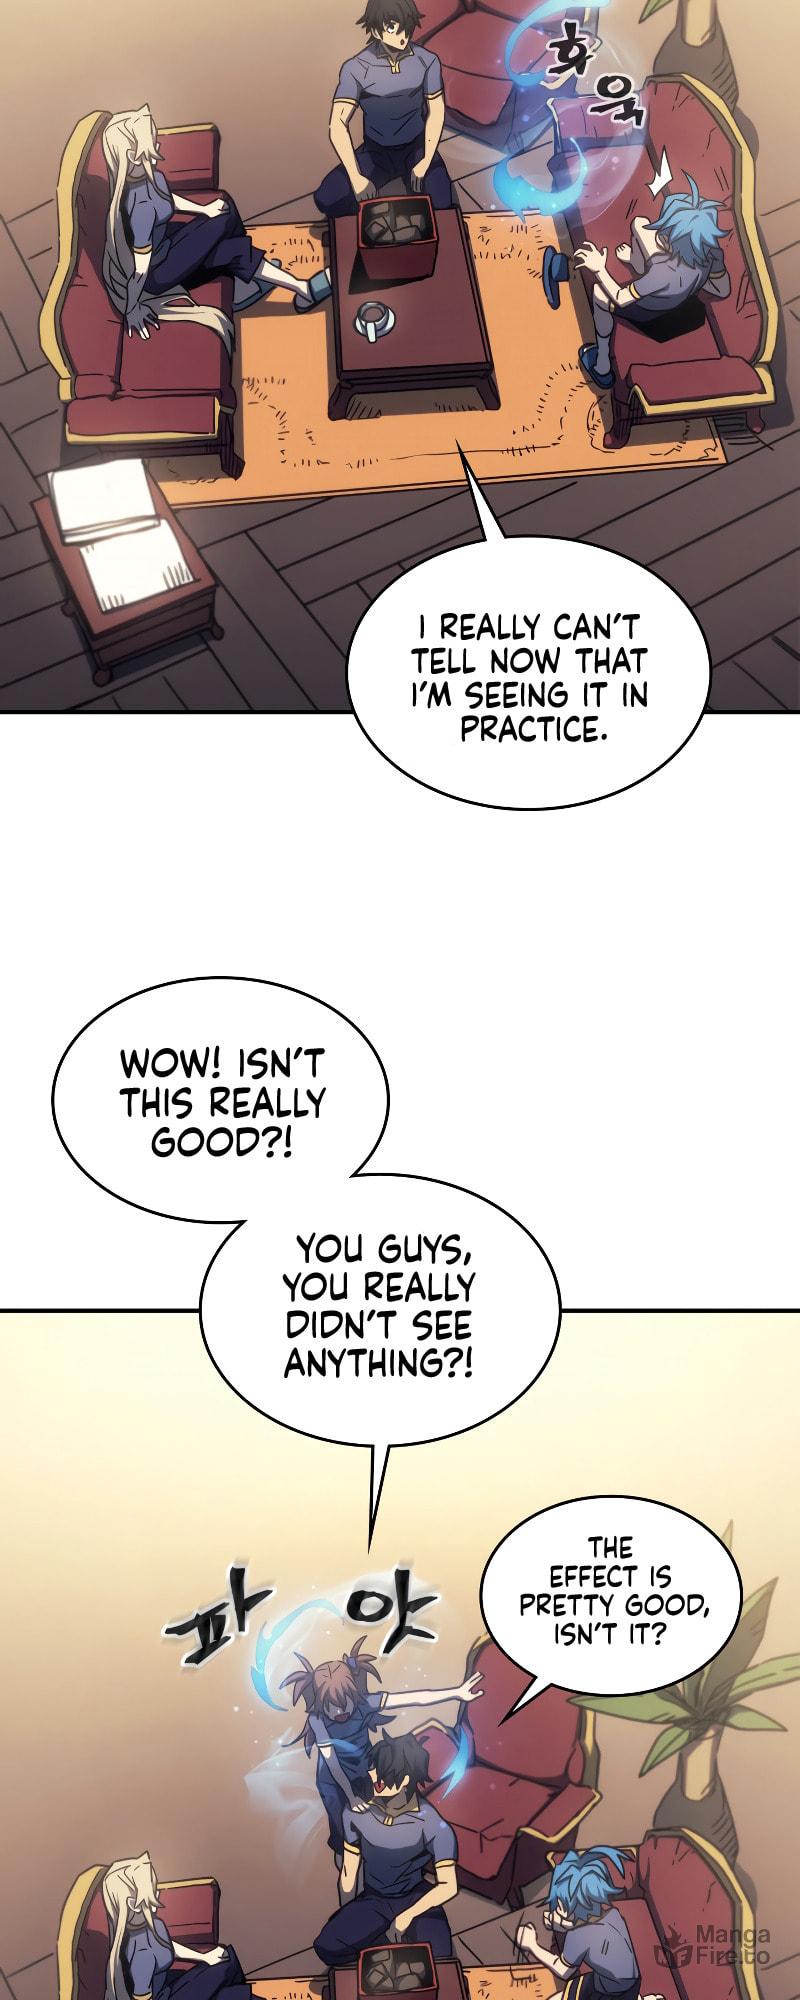 화욱
I REALLY CAN'T
TELL NOW THAT
I'M SEEING IT IN
PRACTICE.
WOW! ISN'T
THIS REALLY
GOOD?!
YOU GUYS,
YOU REALLY
DIDN'T SEE
ANYTHING?!
THE
EFFECT IS
PRETTY GOOD,
ISN'T IT?
파아
Manga
Fire.to